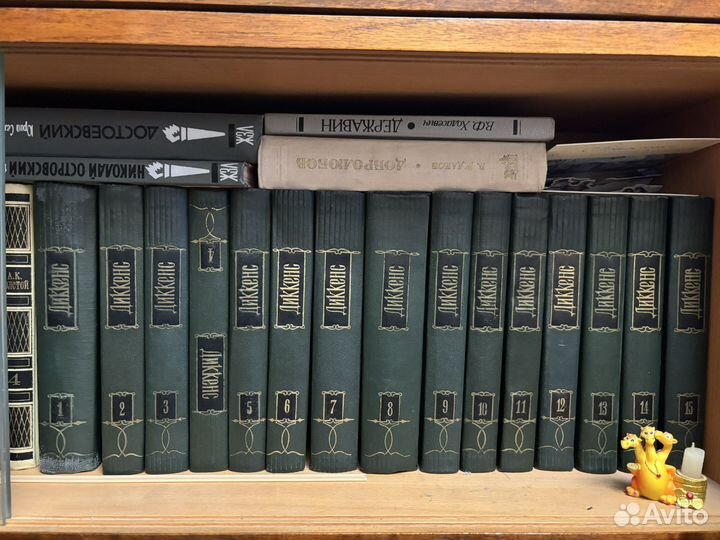 ДОСТОЕВСКИЙ
ЖЗЛ
НИКОЛАЙ ОСТРОВСКИЙ
ЖЗЛ
В.Ф. Ходасевич • ДЕРЖАВИН
ДОБРОЛЮБОВ
А.К.
ТОЛСТОЙ
4
Диккенс
1
Диккенс
2
Диккенс
3
4
Диккенс
Диккенс
5
Диккенс
6
Диккенс
7
Диккенс
8
Диккенс
9
Диккенс
10
Диккенс
11
Диккенс
12
Диккенс
13
Диккенс
14
Диккенс
15
Avito